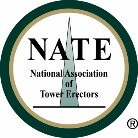 NATE
National Association
of
Tower Erectors
®